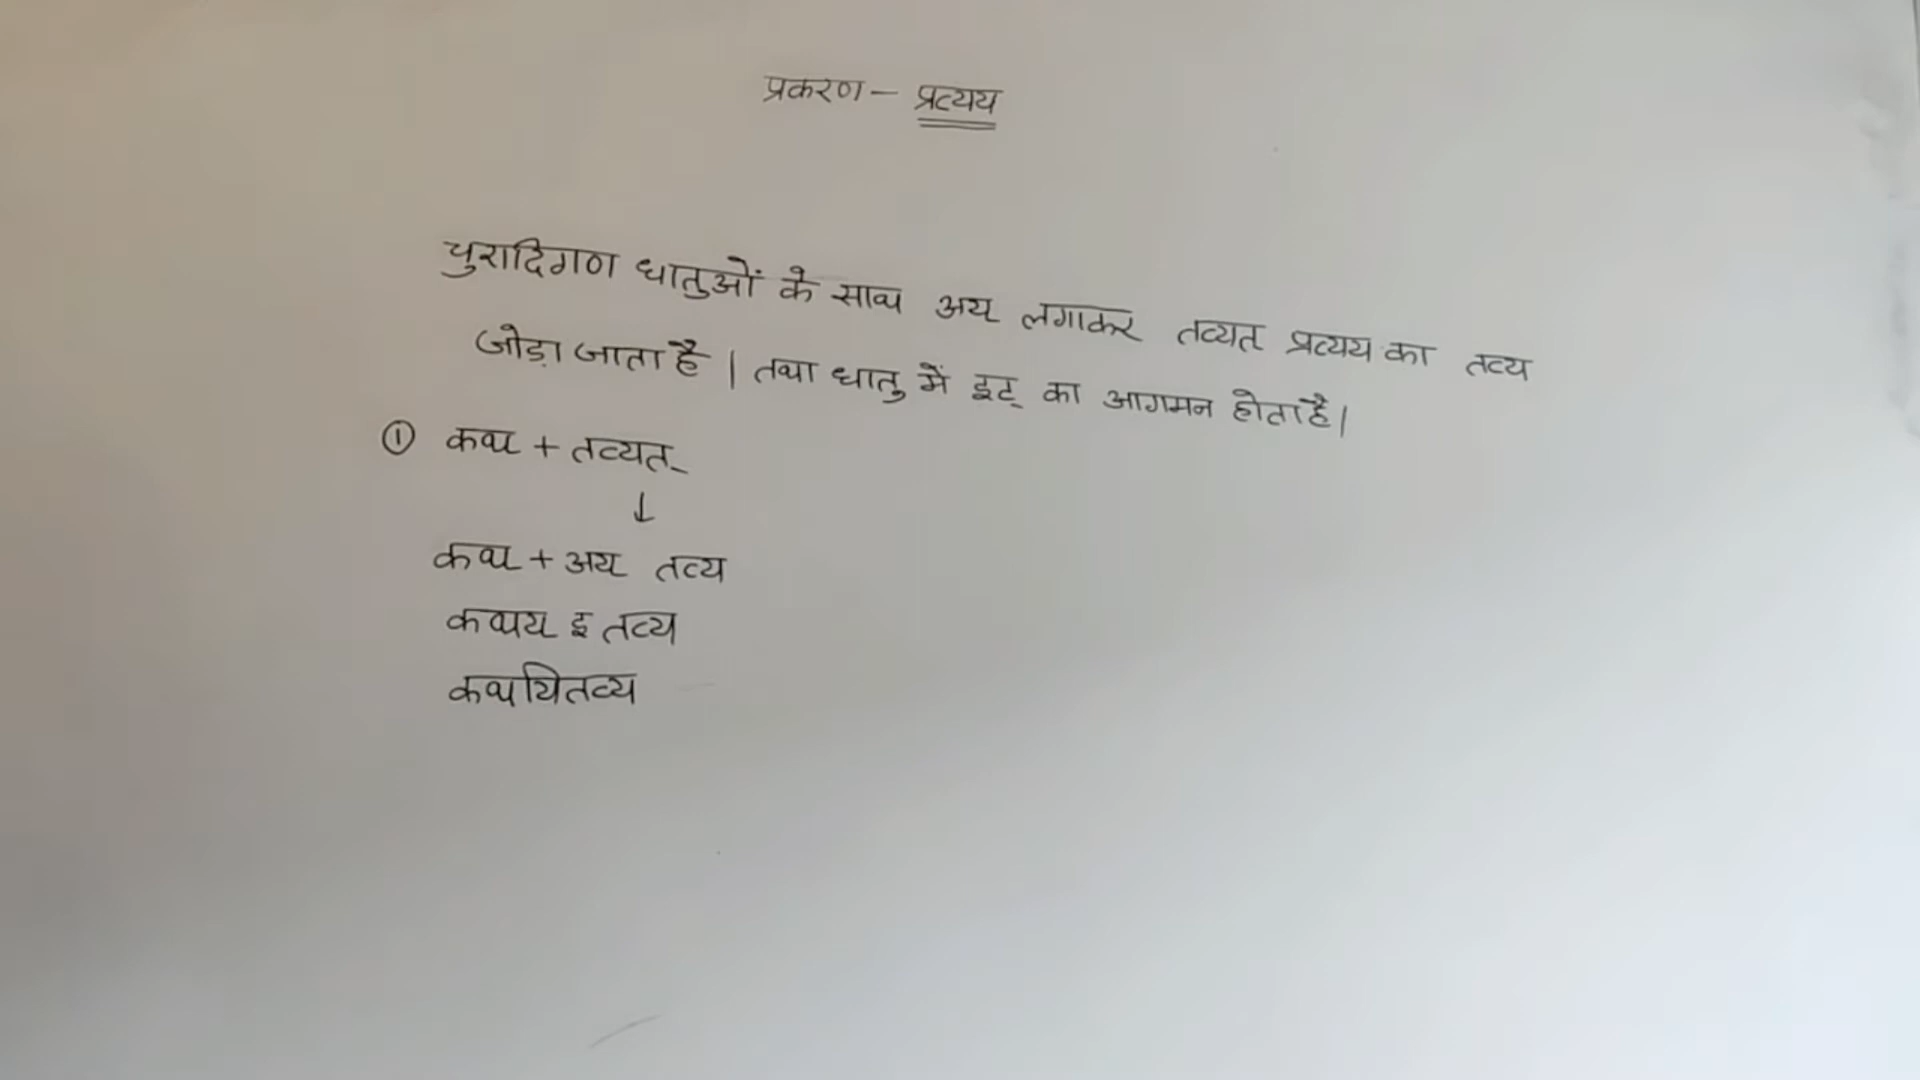 प्रकरण – प्रत्यय
चुरादिगण धातुओं के साथ अय् लगाकर तव्यत् प्रत्यय का तव्य
जोड़ा जाता है | तथा धातु में इट् का आगमन होता है |
① कथ् + तव्यत्
↓
कथ् + अय् तव्य
कथय् इ तव्य
कथयितव्य